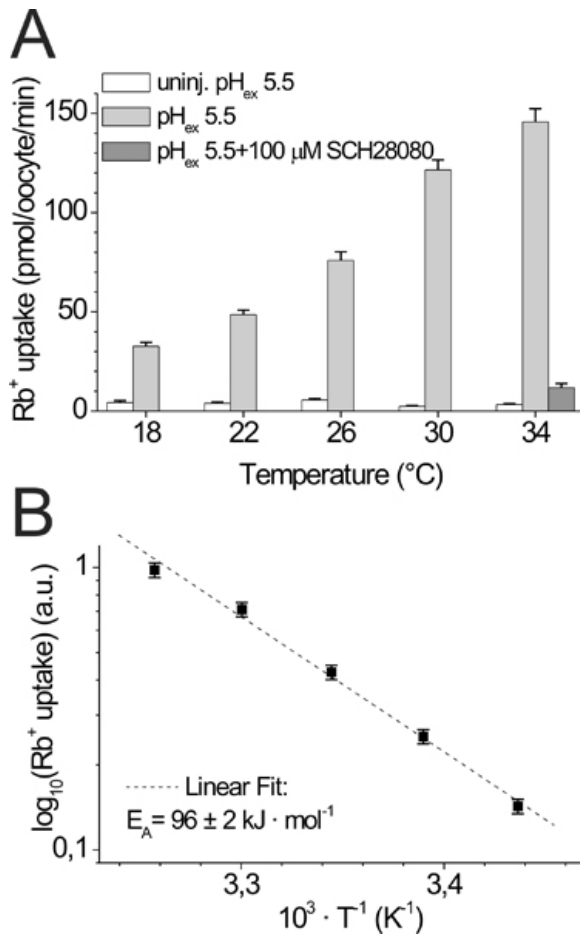 A
uninj. pHex 5.5
pHex 5.5
pHex 5.5+100 μM SCH28080
Rb+ uptake (pmol/oocyte/min)
150
100
50
0
18 22 26 30 34
Temperature (°C)
B
log10(Rb+ uptake) (a.u.)
1
0,1
Linear Fit:
EA= 96 ± 2 kJ · mol-1
3,3 3,4
103 · T-1 (K-1)